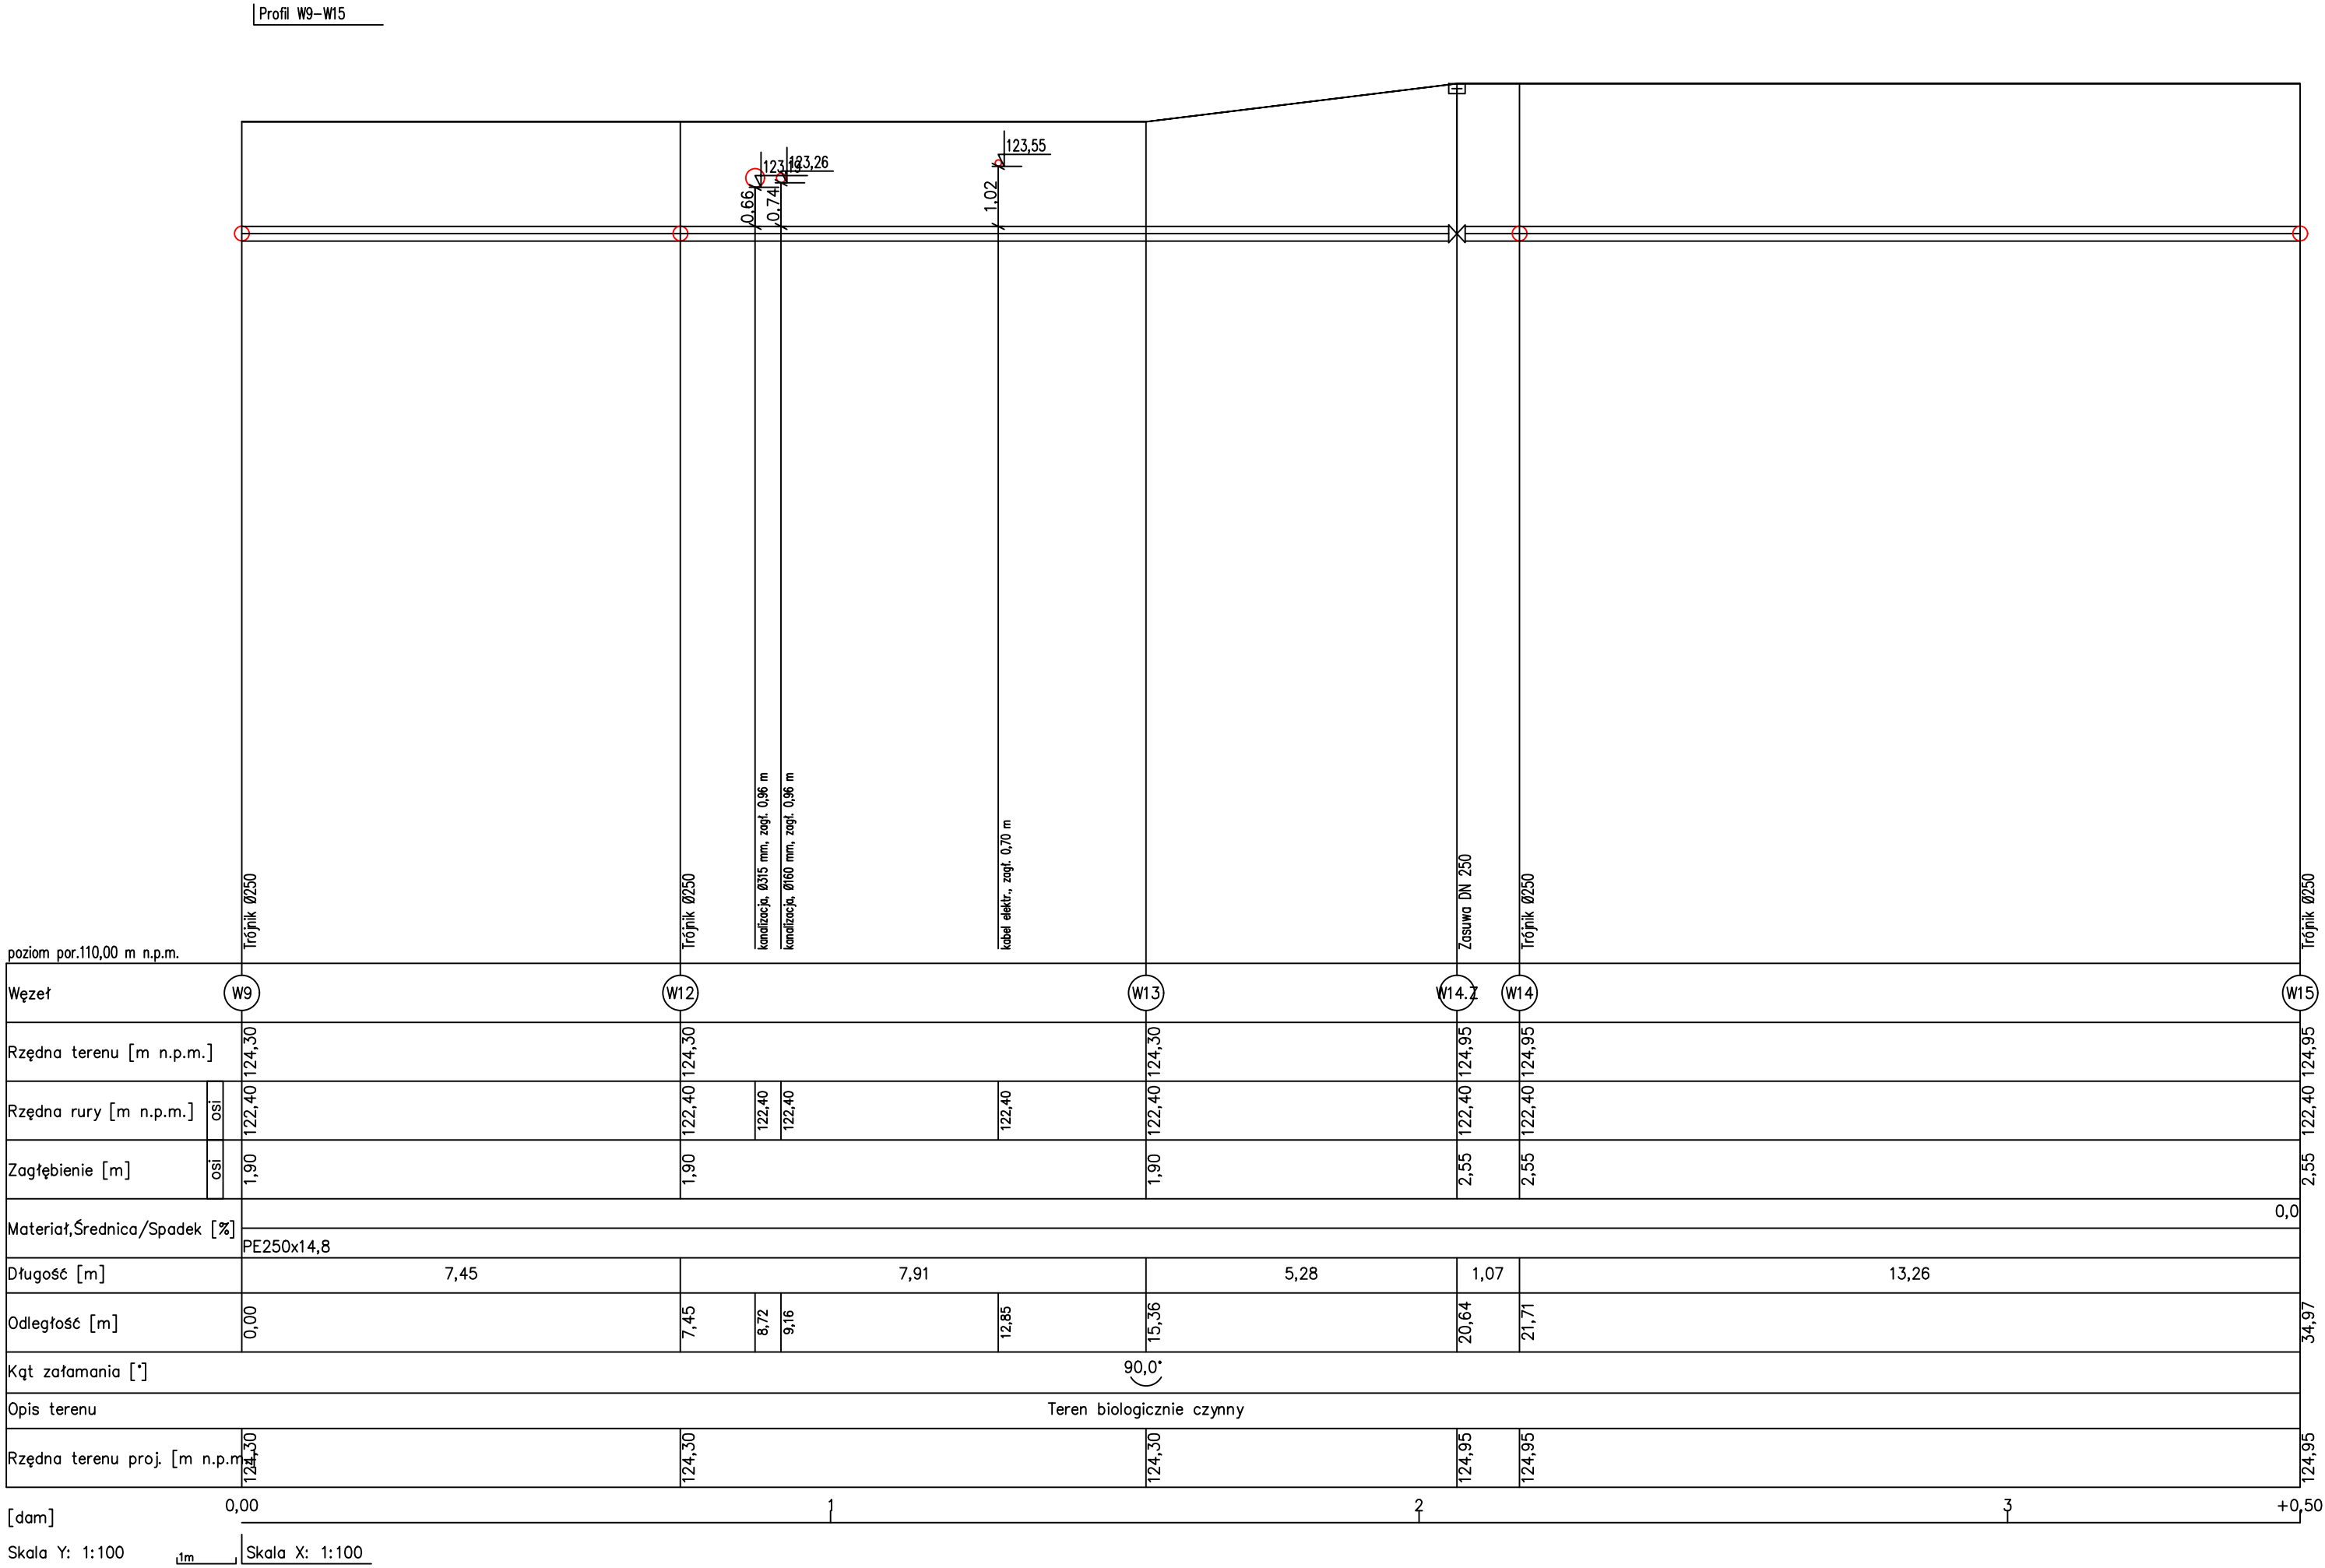 Profil W9-W15
123,19
123,26
123,55
0,66
0,74
1,02
Trójnik Ø250
Trójnik Ø250
kanalizacja, Ø315 mm, zagł. 0,96 m
kanalizacja, Ø160 mm, zagł. 0,96 m
kabel elektr., zagł. 0,70 m
Zasuwa DN 250
Trójnik Ø250
Trójnik Ø250
poziom por.110,00 m n.p.m.
Węzeł W9 W12 W13 W14.Z W14 W15
Rzędna terenu [m n.p.m.] 124,30 124,30 124,30 124,95 124,95 124,95
Rzędna rury [m n.p.m.] osi 122,40 122,40 122,40 122,40 122,40 122,40 122,40 122,40 122,40
Zagłębienie [m] osi 1,90 1,90 1,90 2,55 2,55 2,55
Materiał,Średnica/Spadek [%] 0,0
PE250x14,8
Długość [m] 7,45 7,91 5,28 1,07 13,26
Odległość [m] 0,00 7,45 8,72 9,16 12,85 15,36 20,64 21,71 34,97
Kąt załamania [°] 90,0°
Opis terenu Teren biologicznie czynny
Rzędna terenu proj. [m n.p.m.] 124,30 124,30 124,30 124,95 124,95 124,95
[dam] 0,00 1 2 3 +0,50
Skala Y: 1:100 1m Skala X: 1:100